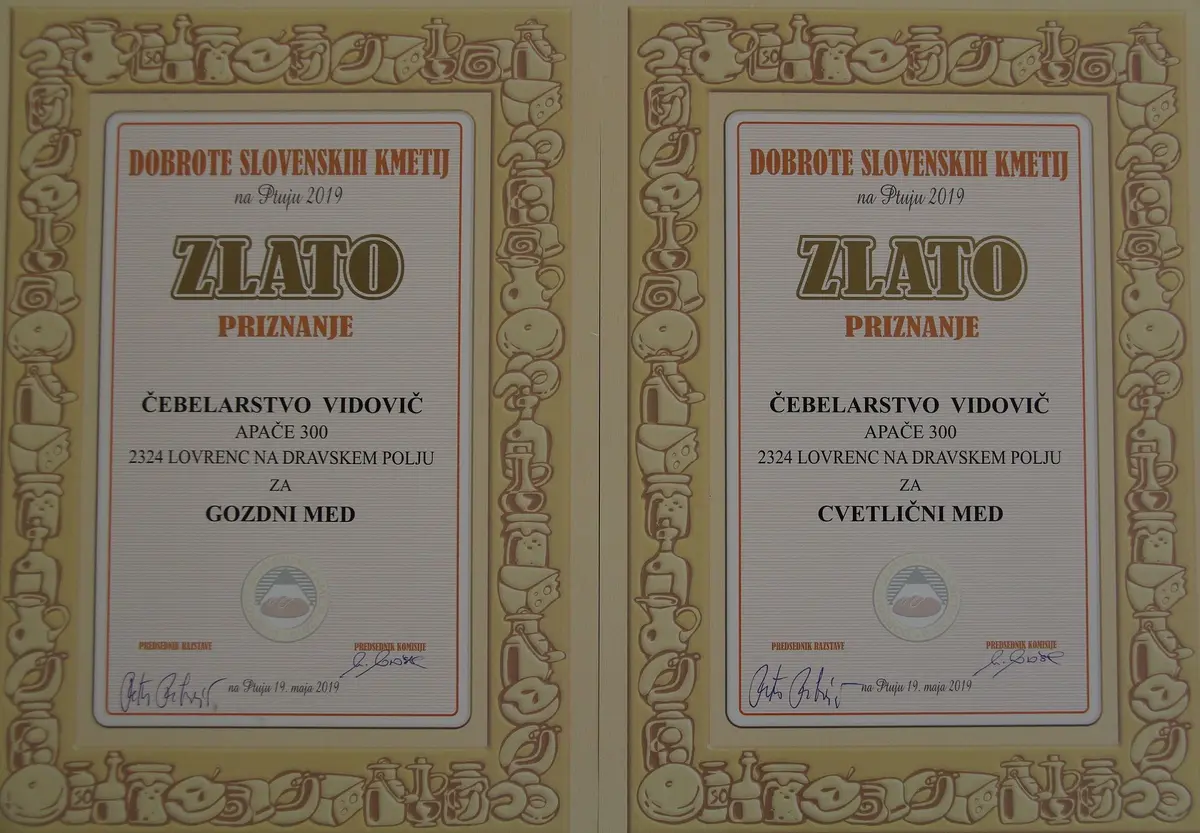 DOBROTE SLOVENSKIH KMETIJ
na Ptuju 2019
ZLATO
PRIZNANJE
ČEBELARSTVO VIDOVIČ
APAČE 300
2324 LOVRENC NA DRAVSKEM POLJU
ZA
GOZDNI MED
PREDSEDNIK RAZSTAVE
PREDSEDNIK KOMISIJE
na Ptuju 19. maja 2019
DOBROTE SLOVENSKIH KMETIJ
na Ptuju 2019
ZLATO
PRIZNANJE
ČEBELARSTVO VIDOVIČ
APAČE 300
2324 LOVRENC NA DRAVSKEM POLJU
ZA
CVETLIČNI MED
PREDSEDNIK RAZSTAVE
PREDSEDNIK KOMISIJE
na Ptuju 19. maja 2019